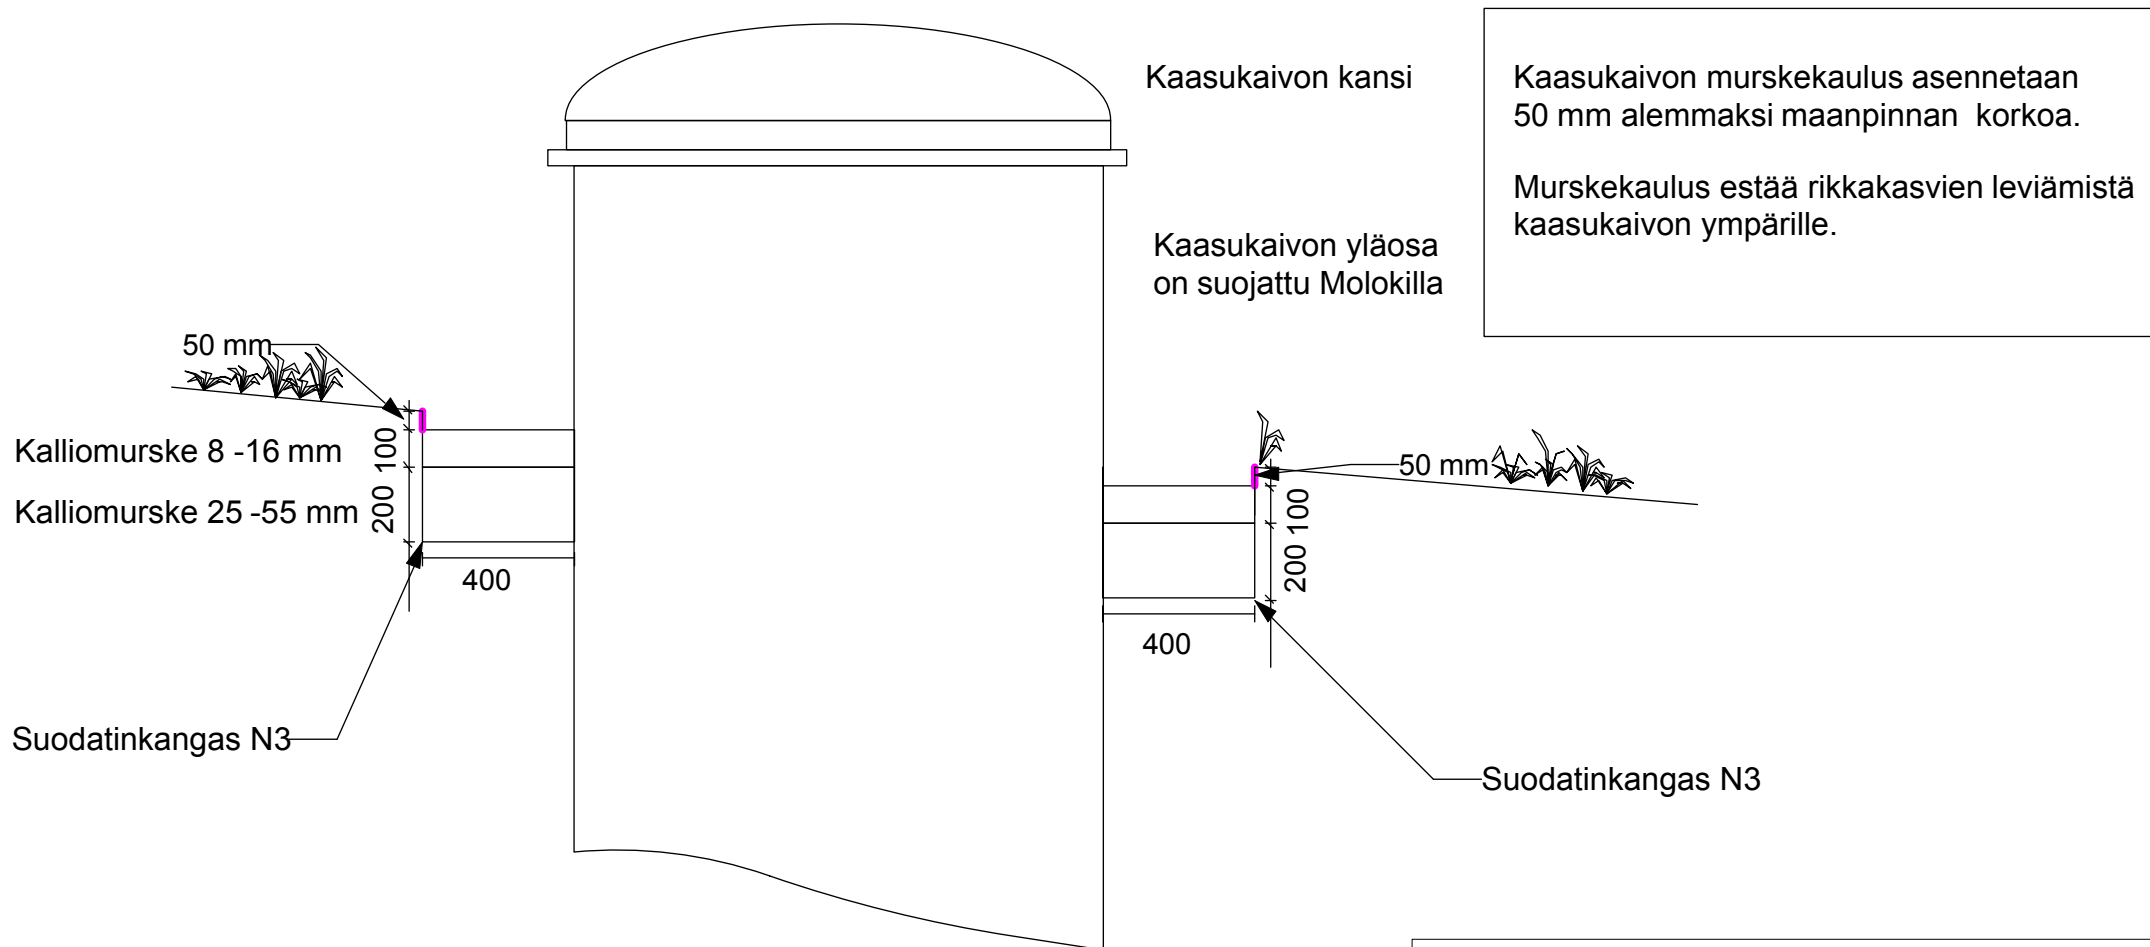 Kaasukaivon kansi
Kaasukaivon murskekaulus asennetaan
50 mm alemmaksi maanpinnan korkoa.
Murskekaulus estää rikkakasvien leviämistä
kaasukaivon ympärille.
Kaasukaivon yläosa
on suojattu Molokilla
50 mm
Kalliomurske 8 -16 mm
100
Kalliomurske 25 -55 mm
200
400
50 mm
100
200
400
Suodatinkangas N3
Suodatinkangas N3